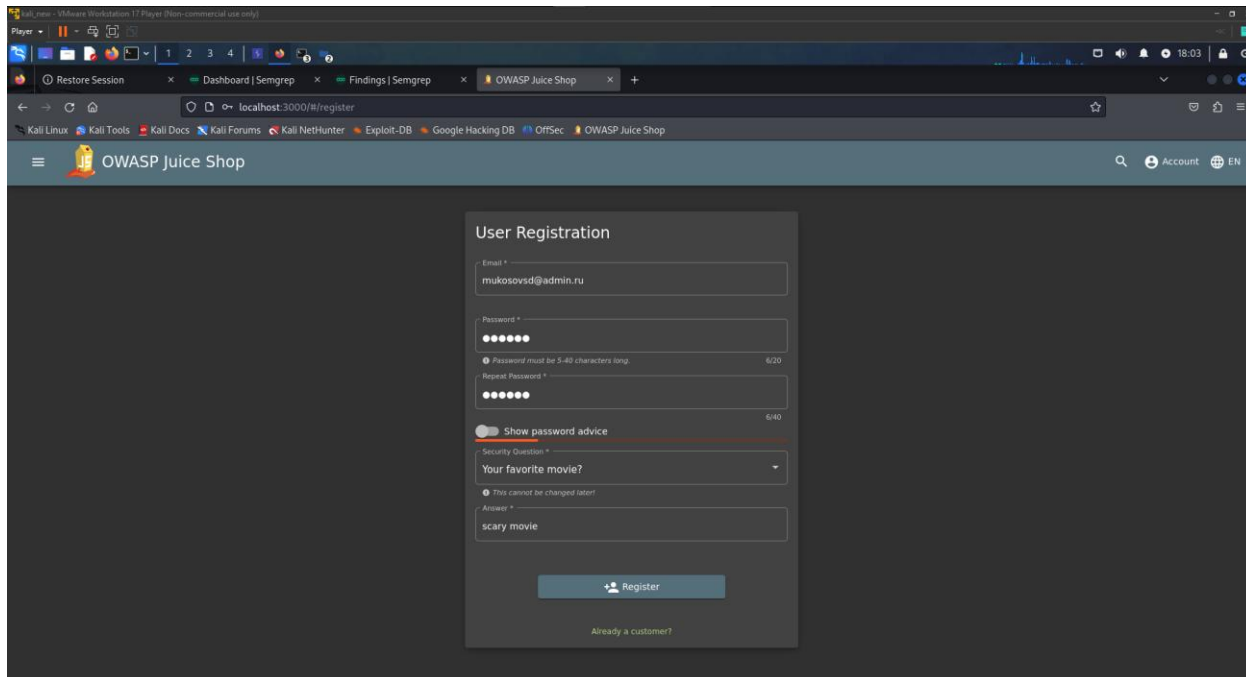 kali_new - VMware Workstation 17 Player (Non-commercial use only)
Player
1 2 3 4 18:03
Restore Session Dashboard | Semgrep Findings | Semgrep OWASP Juice Shop
localhost:3000/#/register
Kali Linux Kali Tools Kali Docs Kali Forums Kali NetHunter Exploit-DB Google Hacking DB OffSec OWASP Juice Shop
OWASP Juice Shop Account EN
User Registration
Email *
mukosovsd@admin.ru
Password *
●●●●●●
Password must be 5-40 characters long. 6/20
Repeat Password *
●●●●●●
6/40
Show password advice
Security Question *
Your favorite movie?
This cannot be changed later!
Answer *
scary movie
Register
Already a customer?